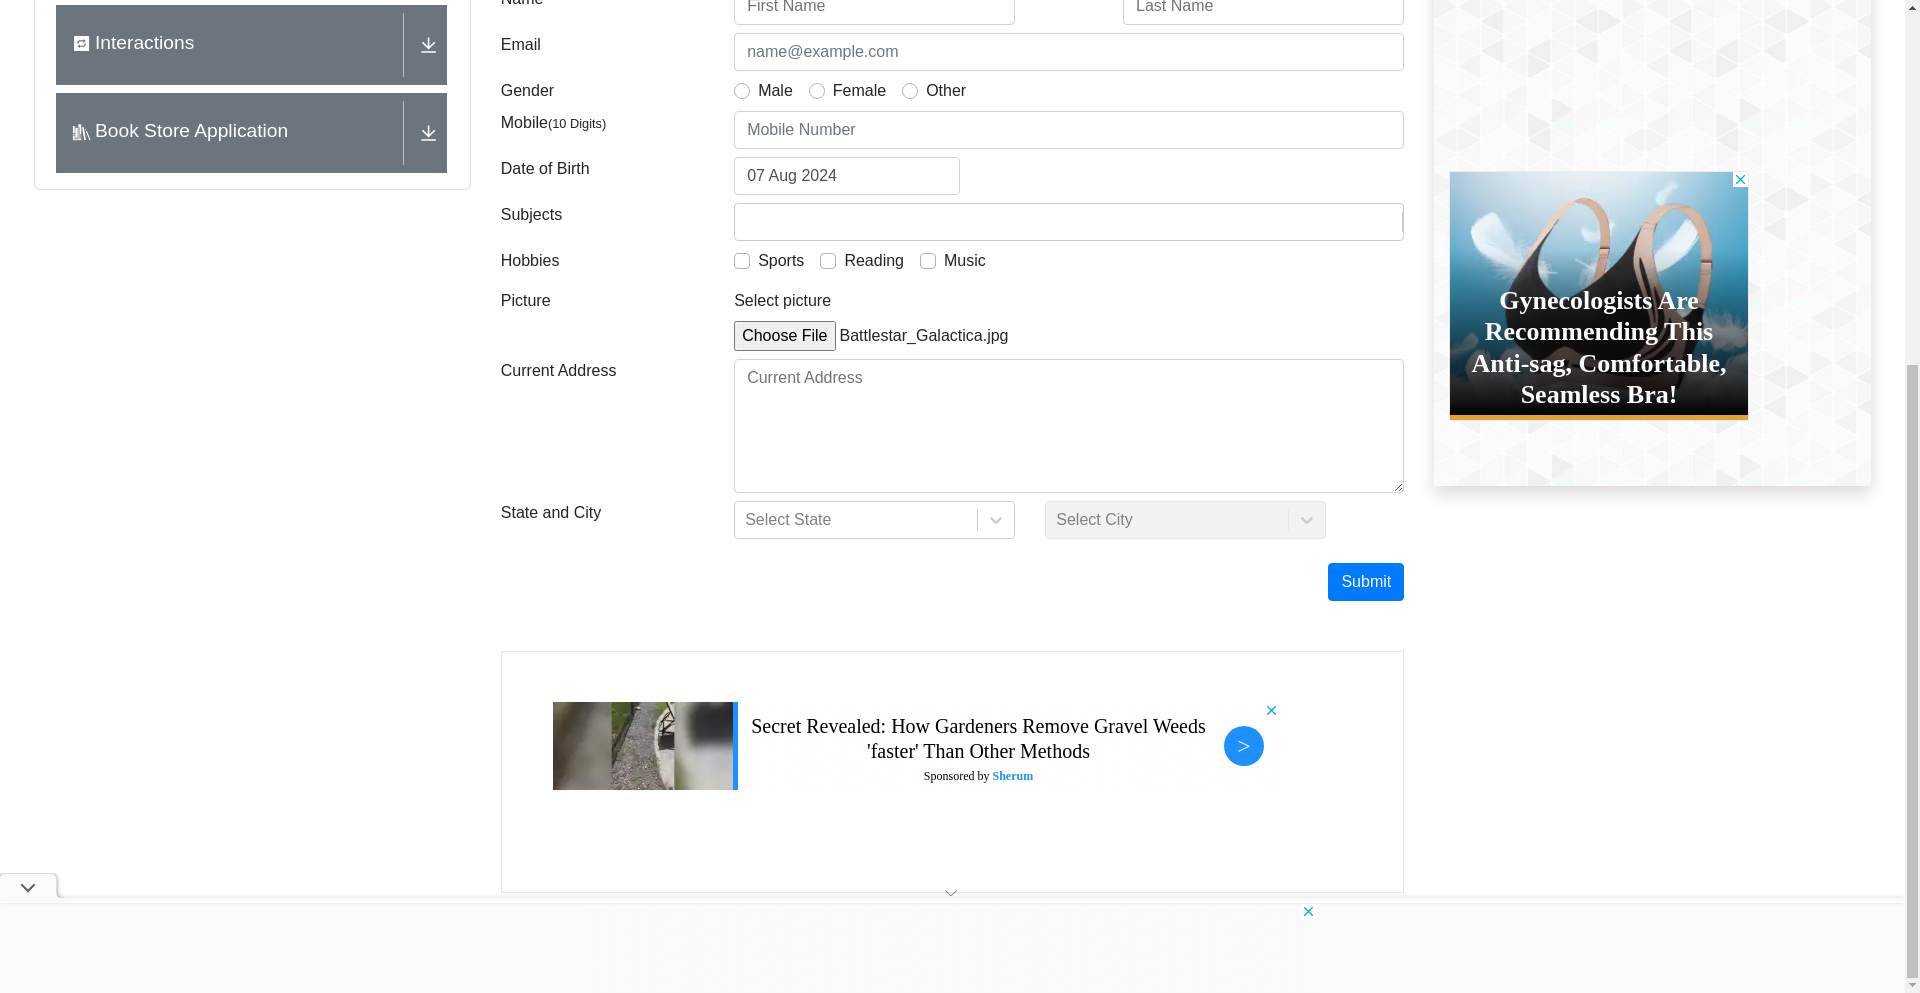 Interactions
Book Store Application
Name First Name Last Name
Email name@example.com
Gender Male Female Other
Mobile(10 Digits) Mobile Number
Date of Birth 07 Aug 2024
Subjects
Hobbies Sports Reading Music
Picture Select picture
Choose File Battlestar_Galactica.jpg
Current Address Current Address
State and City Select State Select City
Submit
Gynecologists Are
Recommending This
Anti-sag, Comfortable,
Seamless Bra!
Secret Revealed: How Gardeners Remove Gravel Weeds
'faster' Than Other Methods
Sponsored by Sherum
>